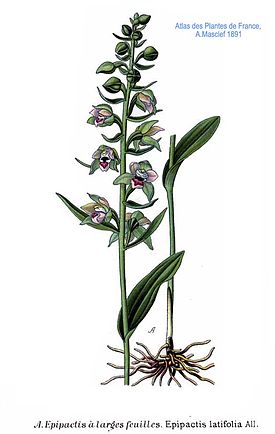 Atlas des Plantes de France,
A.Masclef 1891
A
A. Epipactis à larges feuilles. Epipactis latifolia All.